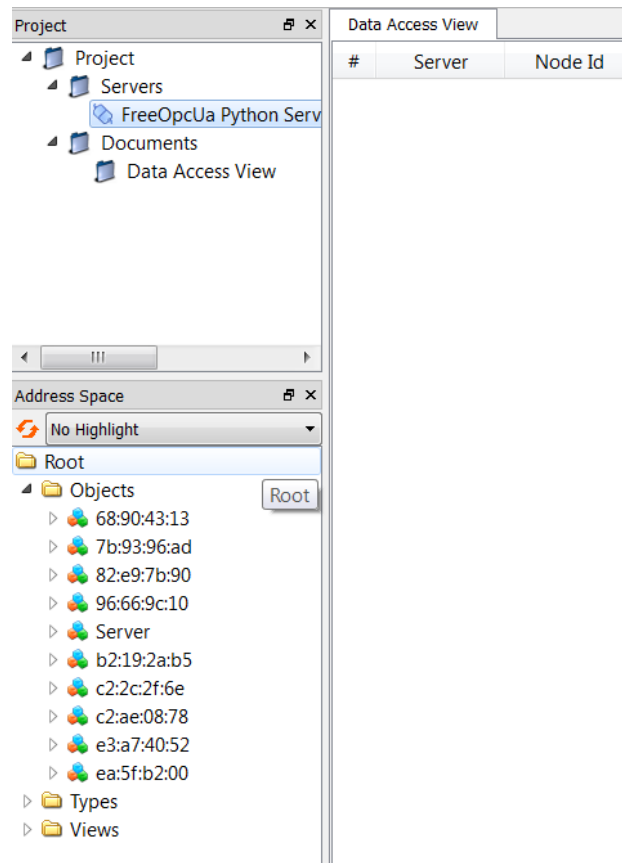 Project
Project
Servers
FreeOpcUa Python Serv
Documents
Data Access View
Address Space
No Highlight
Root
Objects
Root
68:90:43:13
7b:93:96:ad
82:e9:7b:90
96:66:9c:10
Server
b2:19:2a:b5
c2:2c:2f:6e
c2:ae:08:78
e3:a7:40:52
ea:5f:b2:00
Types
Views
Data Access View
# Server Node Id